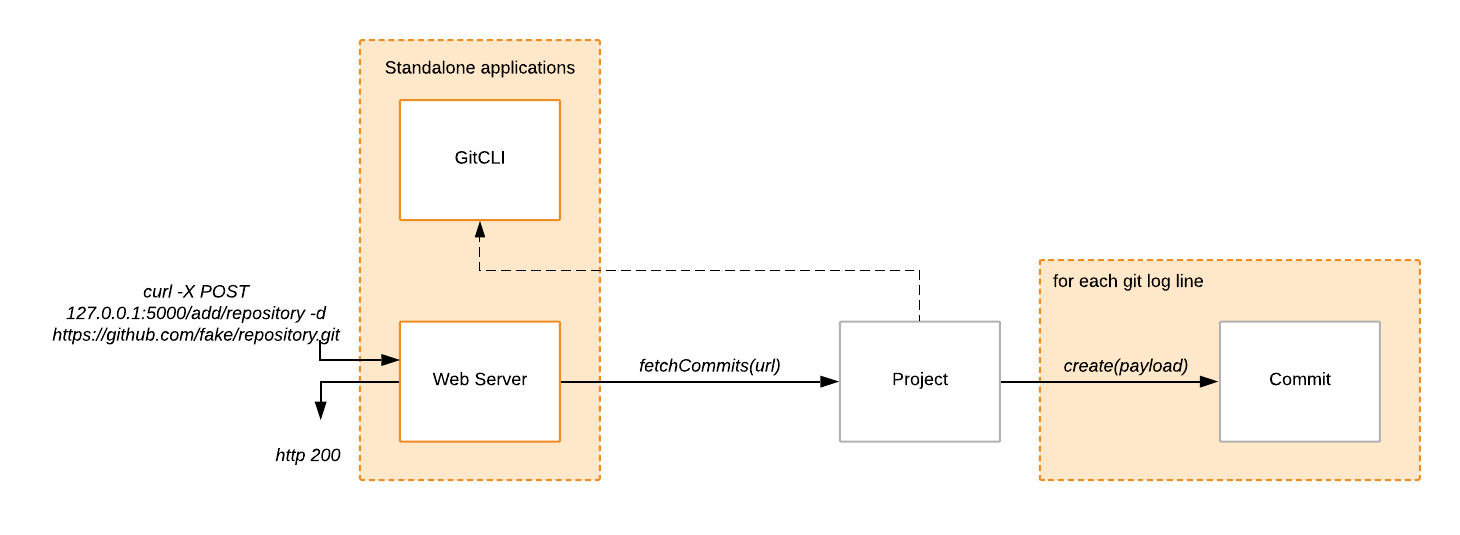 Standalone applications
GitCLI
curl -X POST
127.0.0.1:5000/add/repository -d
https://github.com/fake/repository.git
for each git log line
Web Server
fetchCommits(url)
Project
create(payload)
Commit
http 200